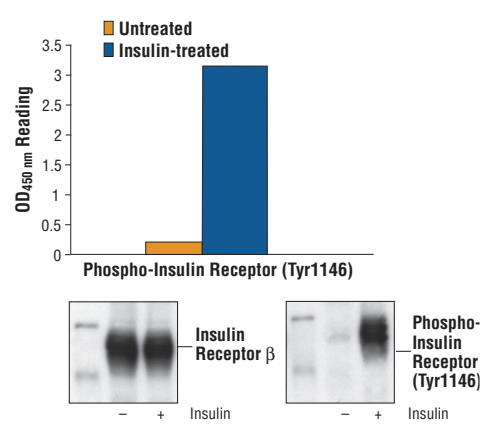 Untreated
Insulin-treated
3.5
3
2.5
2
1.5
1
0.5
0
OD450 nm Reading
Phospho-Insulin Receptor (Tyr1146)
Insulin
Receptor β
– + Insulin
Phospho-
Insulin
Receptor
(Tyr1146)
– + Insulin